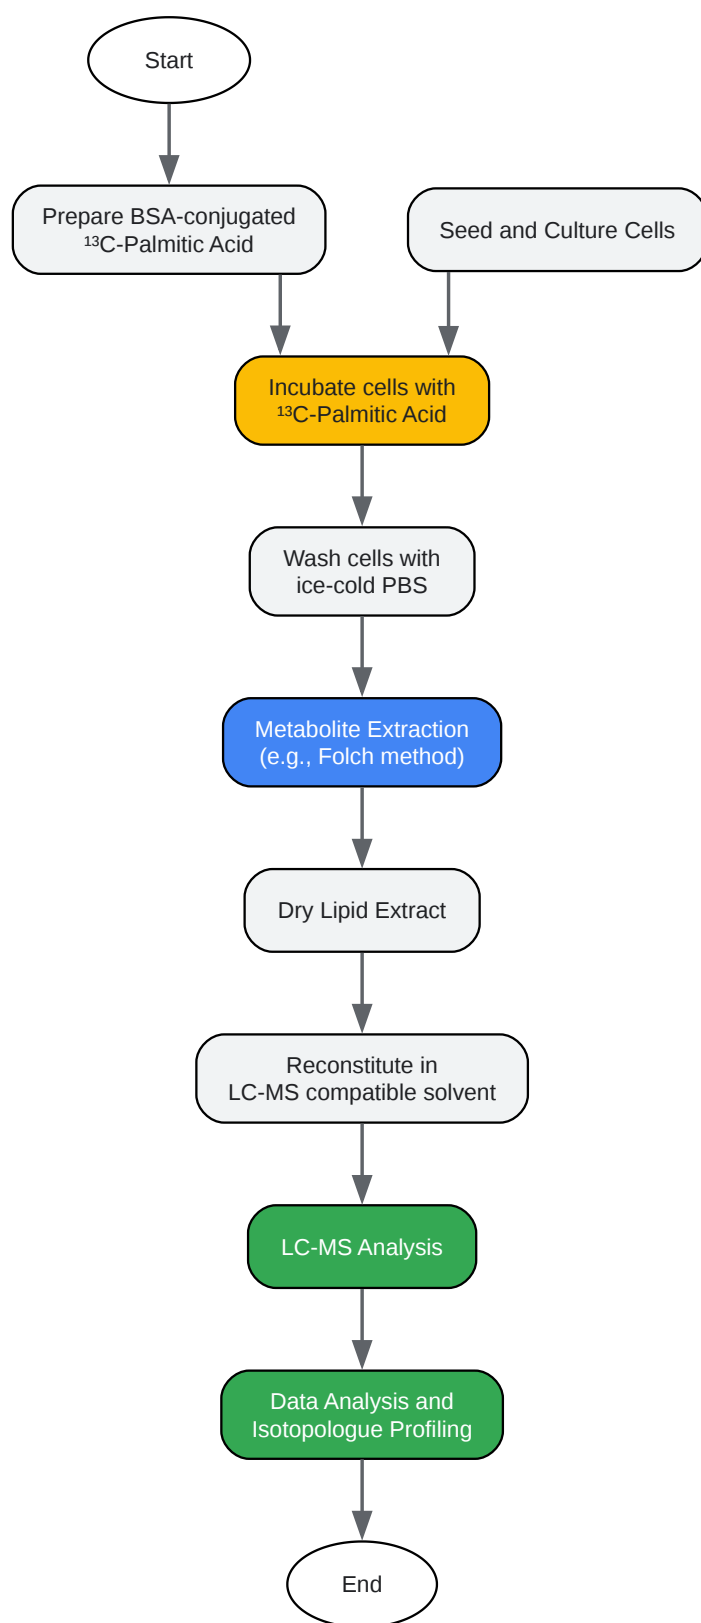 Start
Prepare BSA-conjugated
¹³C-Palmitic Acid
Seed and Culture Cells
Incubate cells with
¹³C-Palmitic Acid
Wash cells with
ice-cold PBS
Metabolite Extraction
(e.g., Folch method)
Dry Lipid Extract
Reconstitute in
LC-MS compatible solvent
LC-MS Analysis
Data Analysis and
Isotopologue Profiling
End